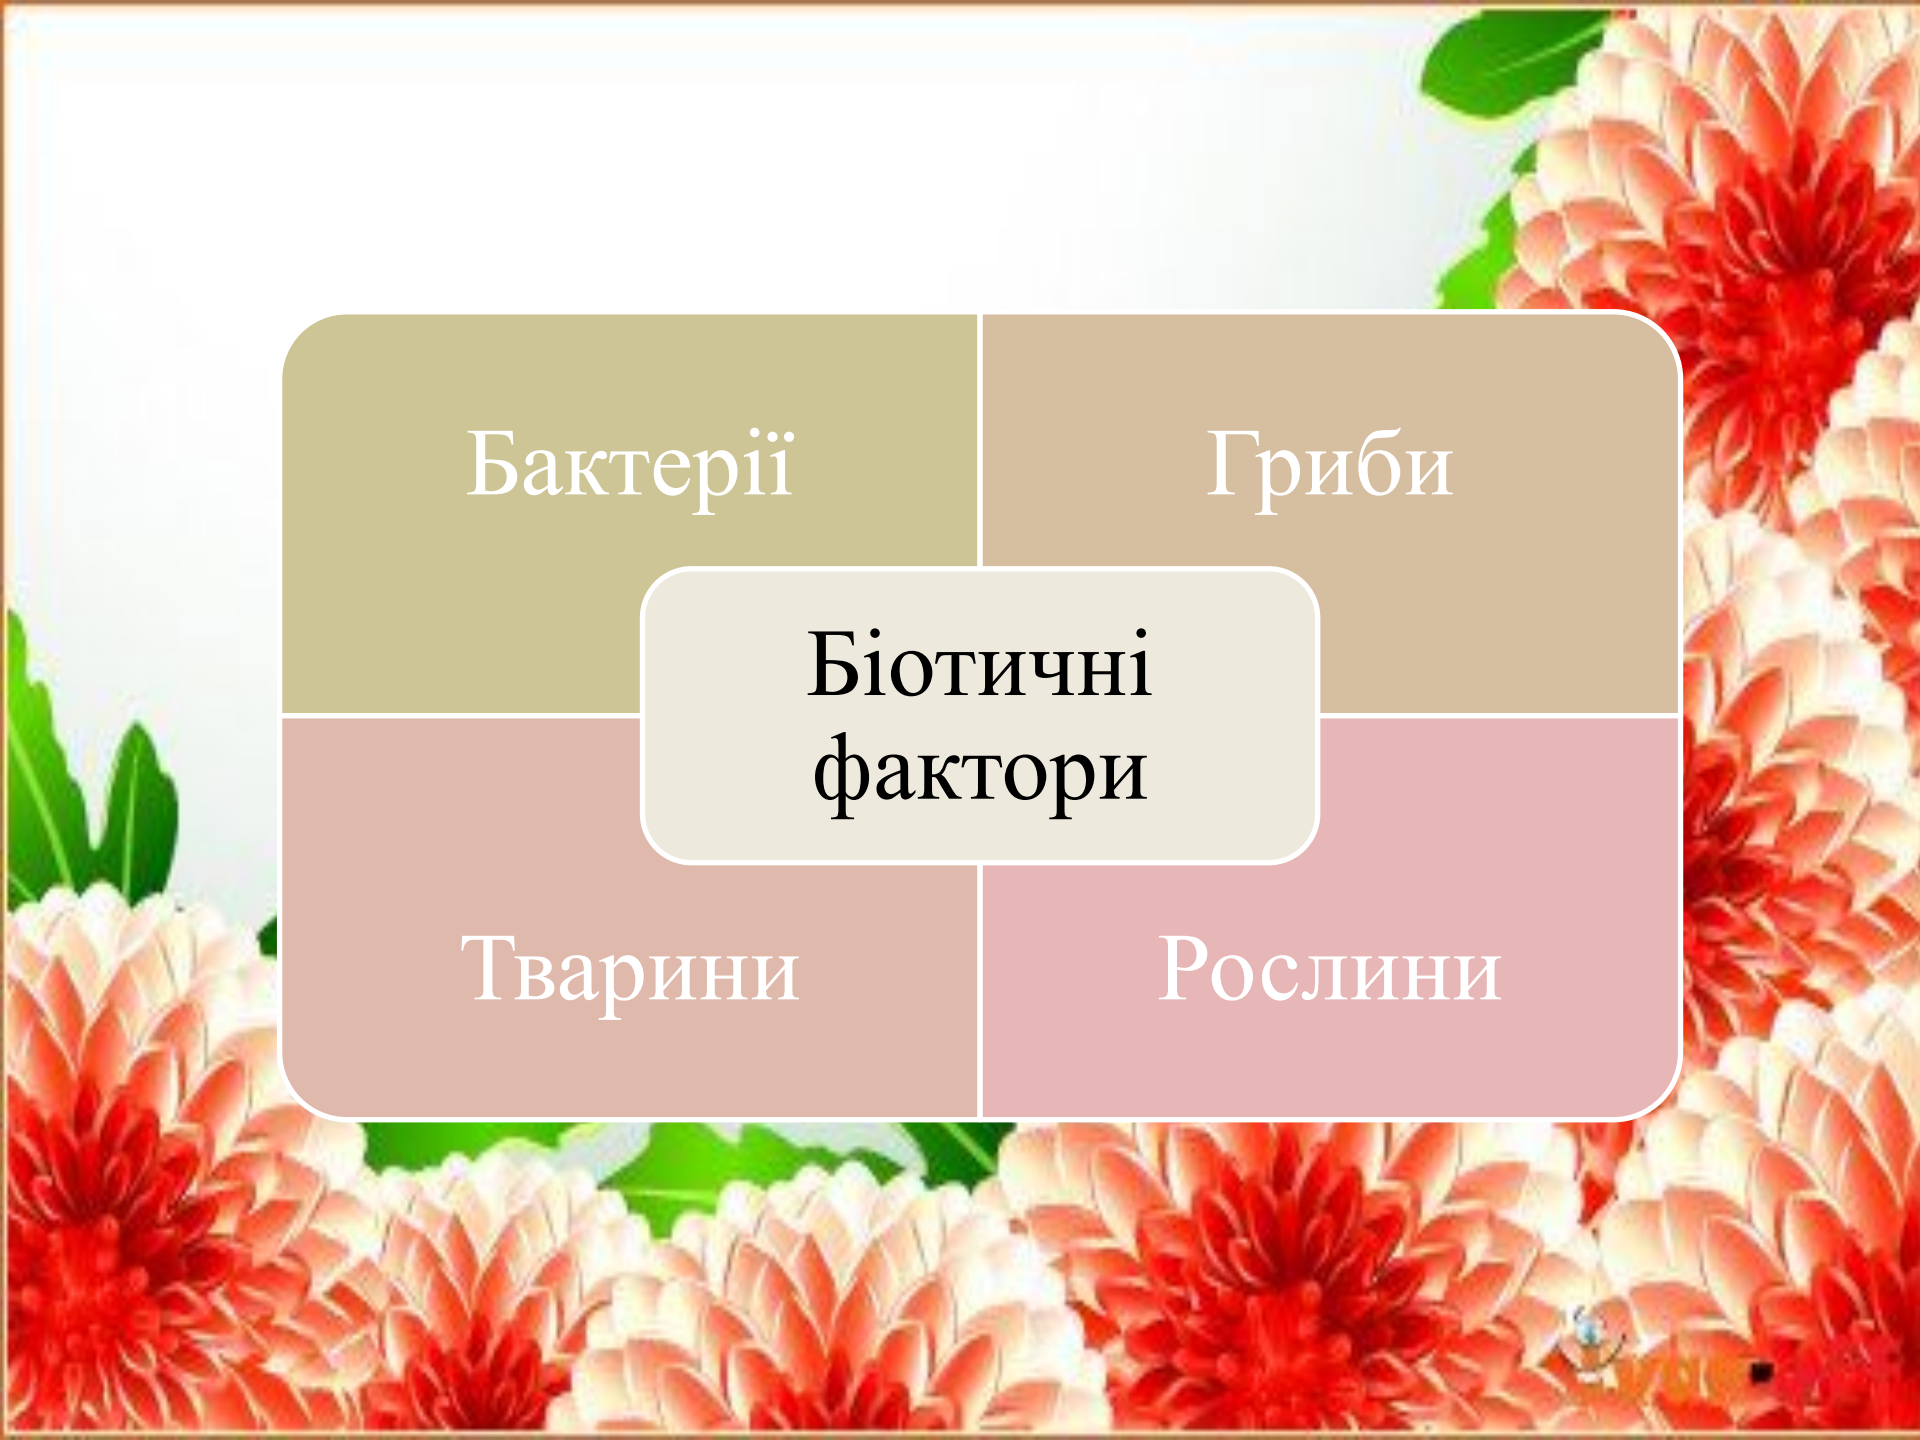 Бактерії
Гриби
Біотичні
фактори
Тварини
Рослини